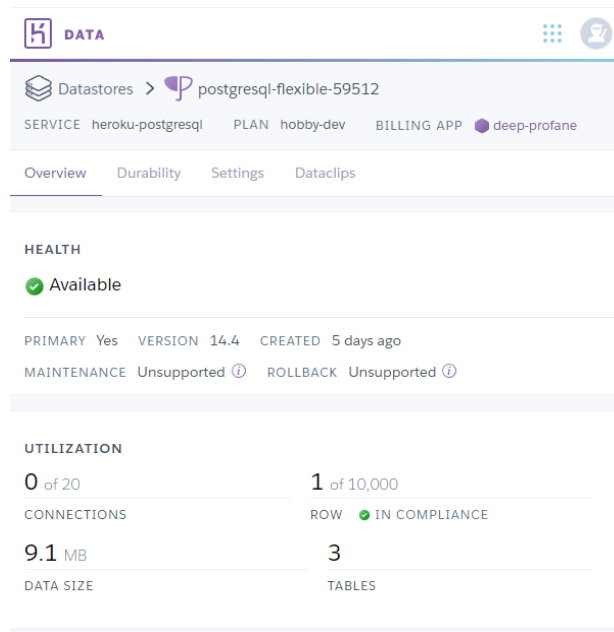 DATA
Datastores > postgresql-flexible-59512
SERVICE heroku-postgresql PLAN hobby-dev BILLING APP deep-profane
Overview Durability Settings Dataclips
HEALTH
Available
PRIMARY Yes VERSION 14.4 CREATED 5 days ago
MAINTENANCE Unsupported i ROLLBACK Unsupported i
UTILIZATION
0 of 20 1 of 10,000
CONNECTIONS ROW IN COMPLIANCE
9.1 MB 3
DATA SIZE TABLES